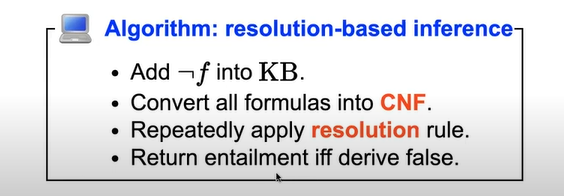 Algorithm: resolution-based inference
• Add ¬f into KB.
• Convert all formulas into CNF.
• Repeatedly apply resolution rule.
• Return entailment iff derive false.